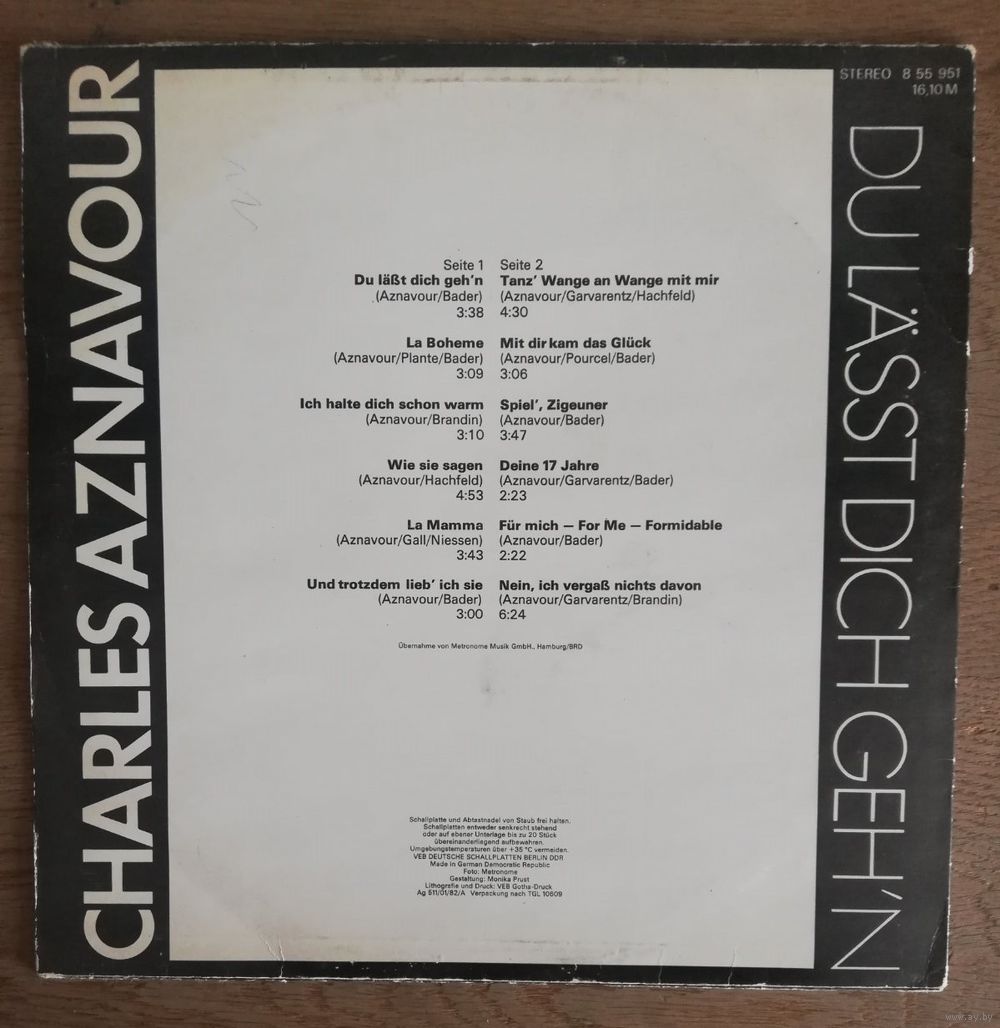 CHARLES AZNAVOUR
STEREO 8 55 951
16,10 M
DU LÄSST DICH GEH'N
Seite 1
Du läßt dich geh'n
(Aznavour/Bader)
3:38
La Boheme
(Aznavour/Plante/Bader)
3:09
Ich halte dich schon warm
(Aznavour/Brandin)
3:10
Wie sie sagen
(Aznavour/Hachfeld)
4:53
La Mamma
(Aznavour/Gall/Niessen)
3:43
Und trotzdem lieb' ich sie
(Aznavour/Bader)
3:00
Seite 2
Tanz' Wange an Wange mit mir
(Aznavour/Garvarentz/Hachfeld)
4:30
Mit dir kam das Glück
(Aznavour/Pourcel/Bader)
3:06
Spiel', Zigeuner
(Aznavour/Bader)
3:47
Deine 17 Jahre
(Aznavour/Garvarentz/Bader)
2:23
Für mich – For Me – Formidable
(Aznavour/Bader)
2:22
Nein, ich vergaß nichts davon
(Aznavour/Garvarentz/Brandin)
6:24
Übernahme von Metronome Musik GmbH., Hamburg/BRD
Schallplatte und Abtastnadel von Staub frei halten.
Schallplatten entweder senkrecht stehend
oder auf ebener Unterlage bis zu 20 Stück
übereinanderliegend aufbewahren.
Umgebungstemperaturen über +35 °C vermeiden.
VEB DEUTSCHE SCHALLPLATTEN BERLIN DDR
Made in German Democratic Republic
Foto: Metronome
Gestaltung: Monika Prust
Lithografie und Druck: VEB Gotha-Druck
Ag 511/01/82/A Verpackung nach TGL 10609
www.ay.by